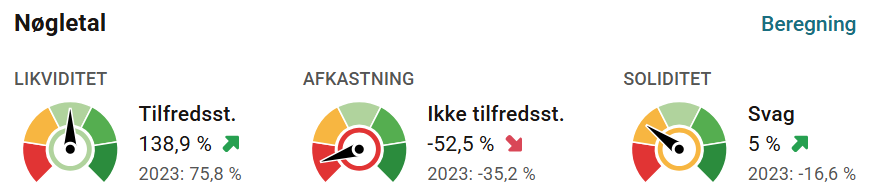 Nøgletal
Beregning
LIKVIDITET
Tilfredsst.
138,9 %
2023: 75,8 %
AFKASTNING
Ikke tilfredsst.
-52,5 %
2023: -35,2 %
SOLIDITET
Svag
5 %
2023: -16,6 %